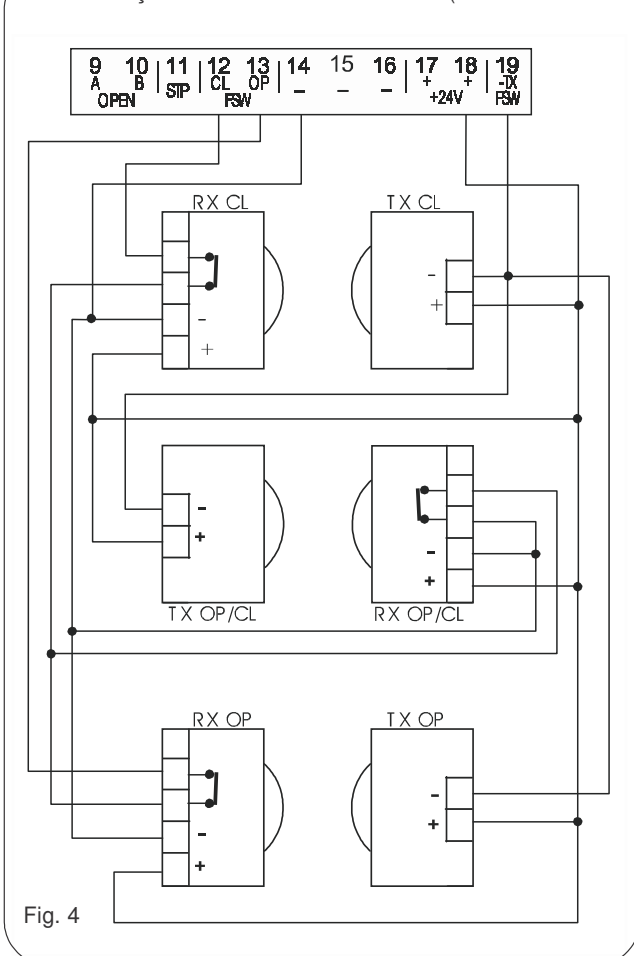 9 10 11 12 13 14 15 16 17 18 19
A B STP CL OP _ _ _ + + -TX
OPEN FSW +24V FSW
RX CL TX CL
-
+
-
+
-
+
-
+
TX OP/CL RX OP/CL
RX OP TX OP
-
+
-
+
Fig. 4